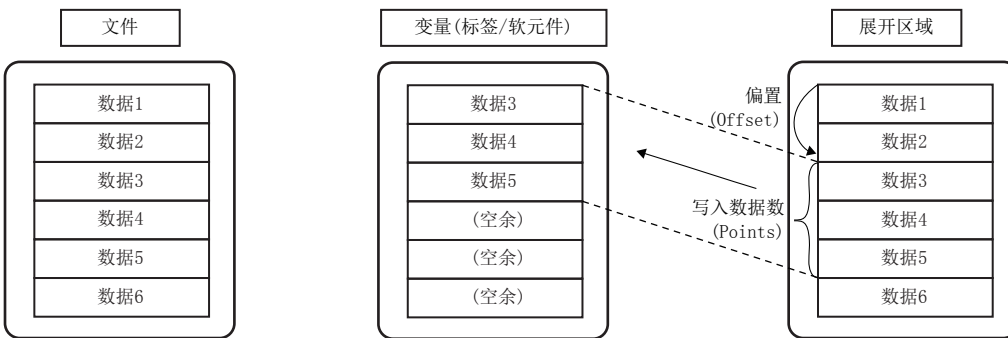 文件
数据1
数据2
数据3
数据4
数据5
数据6
变量(标签/软元件)
数据3
数据4
数据5
(空余)
(空余)
(空余)
偏置
(Offset)
写入数据数
(Points)
展开区域
数据1
数据2
数据3
数据4
数据5
数据6